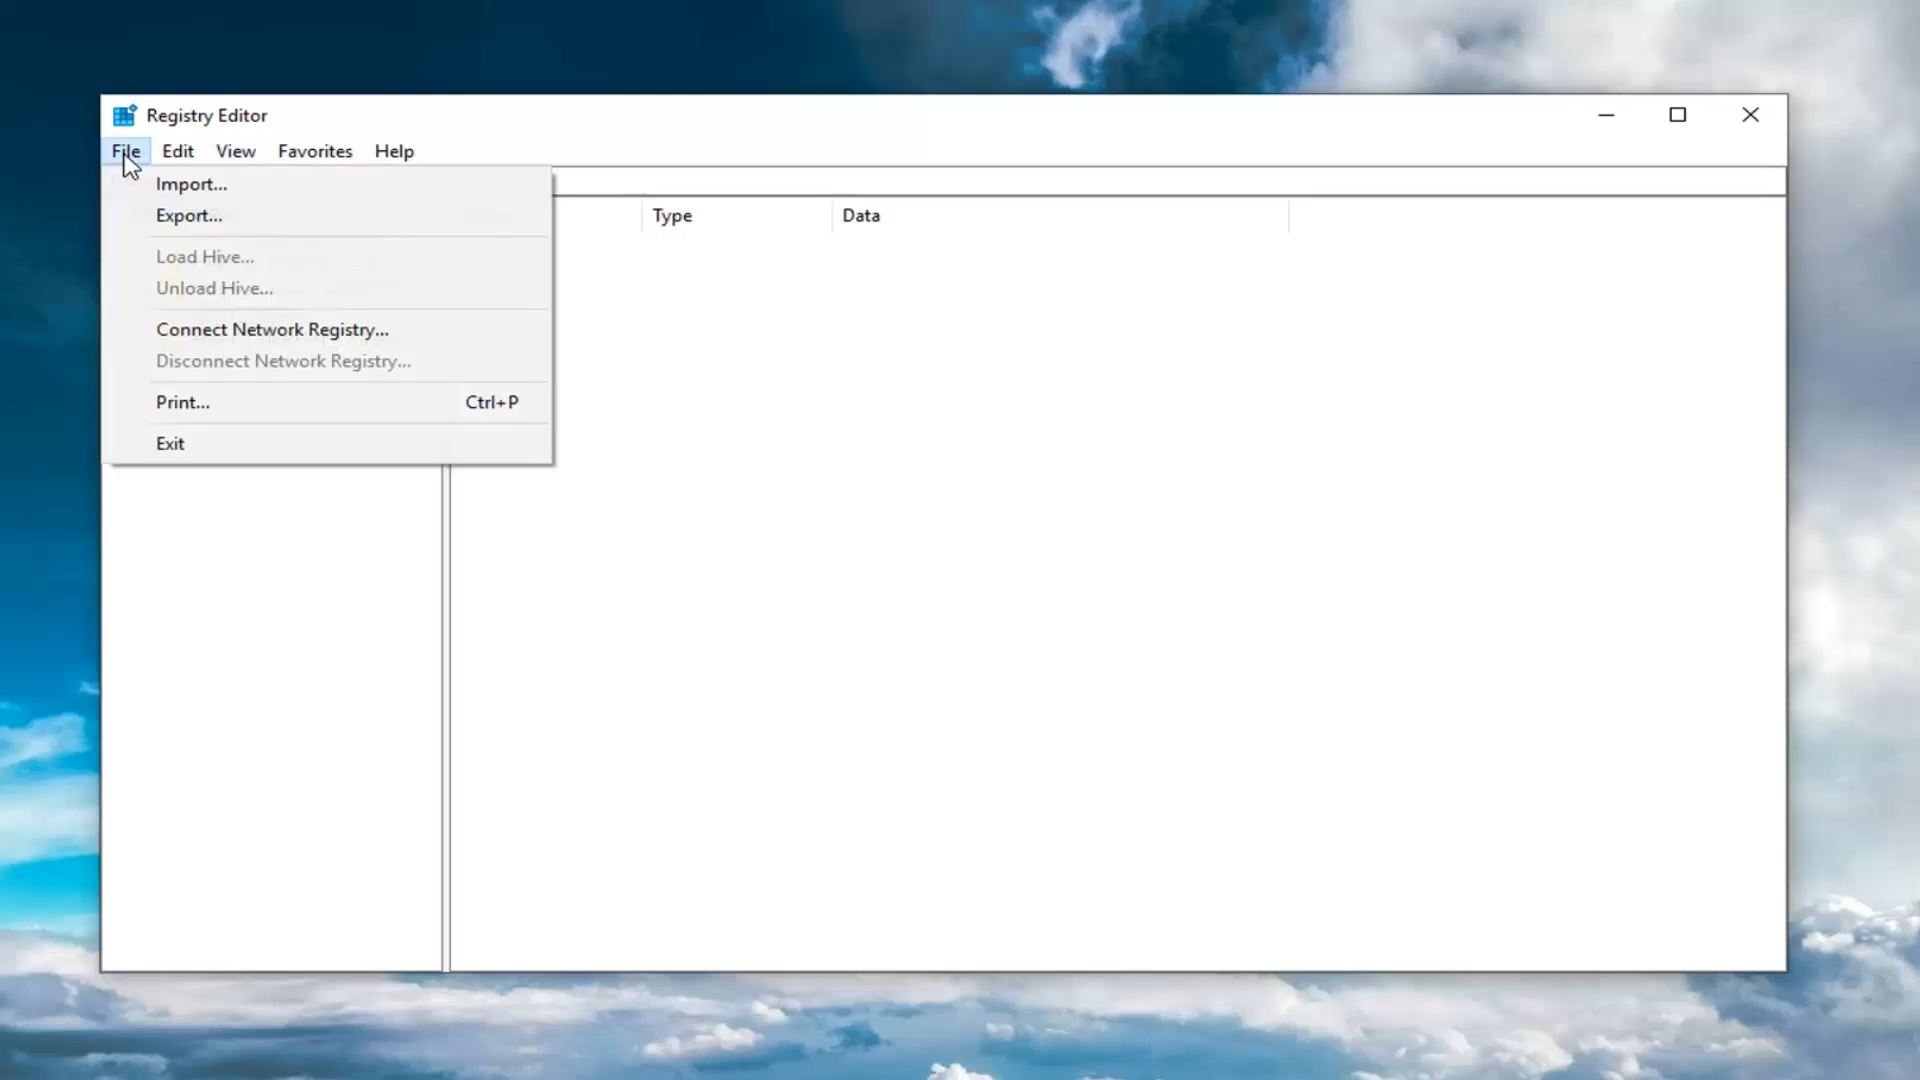 Registry Editor
File Edit View Favorites Help
Import...
Export...
Type Data
Load Hive...
Unload Hive...
Connect Network Registry...
Disconnect Network Registry...
Print... Ctrl+P
Exit